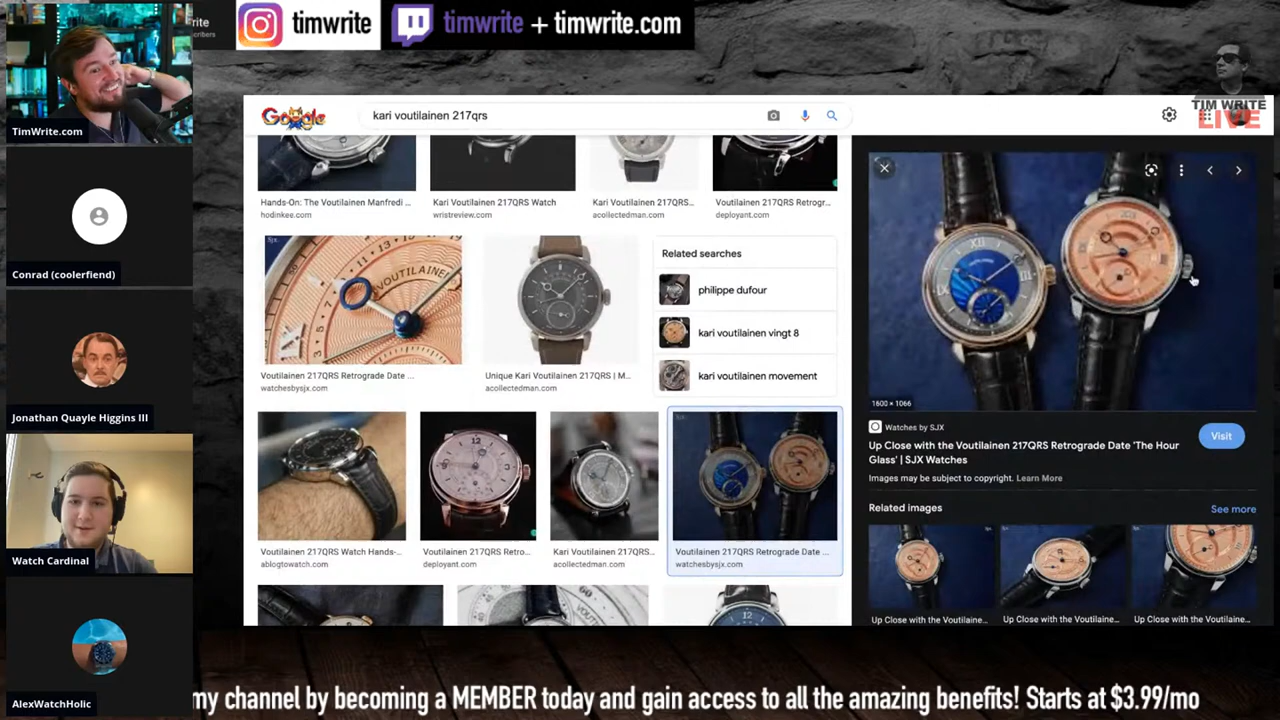 rite
cribers
timwrite
timwrite + timwrite.com
TimWrite.com
Conrad (coolerfiend)
Jonathan Quayle Higgins III
Watch Cardinal
AlexWatchHolic
TIM WRITE
LIVE
Google
kari voutilainen 217qrs
Hands-On: The Voutilainen Manfredi ...
hodinkee.com
Kari Voutilainen 217QRS Watch
wristreview.com
Kari Voutilainen 217QRS...
acollectedman.com
Voutilainen 217QRS Retrogr...
deployant.com
VOUTILAINEN
Voutilainen 217QRS Retrograde Date ...
watchesbysjx.com
Unique Kari Voutilainen 217QRS | M...
acollectedman.com
Related searches
philippe dufour
kari voutilainen vingt 8
kari voutilainen movement
Voutilainen 217QRS Watch Hands-...
ablogtowatch.com
Voutilainen 217QRS Retro...
deployant.com
Kari Voutilainen 217QRS...
acollectedman.com
Voutilainen 217QRS Retrograde Date ...
watchesbysjx.com
1600 × 1066
Watches by SJX
Up Close with the Voutilainen 217QRS Retrograde Date 'The Hour
Glass' | SJX Watches
Visit
Images may be subject to copyright. Learn More
Related images
See more
Up Close with the Voutilaine...
Up Close with the Voutilaine...
Up Close with the Voutilaine...
my channel by becoming a MEMBER today and gain access to all the amazing benefits! Starts at $3.99/mo